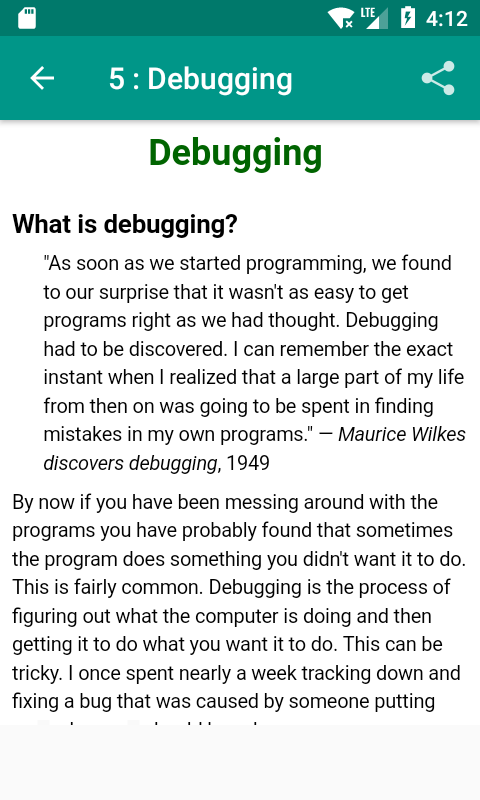 LTE 4:12
5 : Debugging
Debugging
What is debugging?
"As soon as we started programming, we found
to our surprise that it wasn't as easy to get
programs right as we had thought. Debugging
had to be discovered. I can remember the exact
instant when I realized that a large part of my life
from then on was going to be spent in finding
mistakes in my own programs." — Maurice Wilkes
discovers debugging, 1949
By now if you have been messing around with the
programs you have probably found that sometimes
the program does something you didn't want it to do.
This is fairly common. Debugging is the process of
figuring out what the computer is doing and then
getting it to do what you want it to do. This can be
tricky. I once spent nearly a week tracking down and
fixing a bug that was caused by someone putting